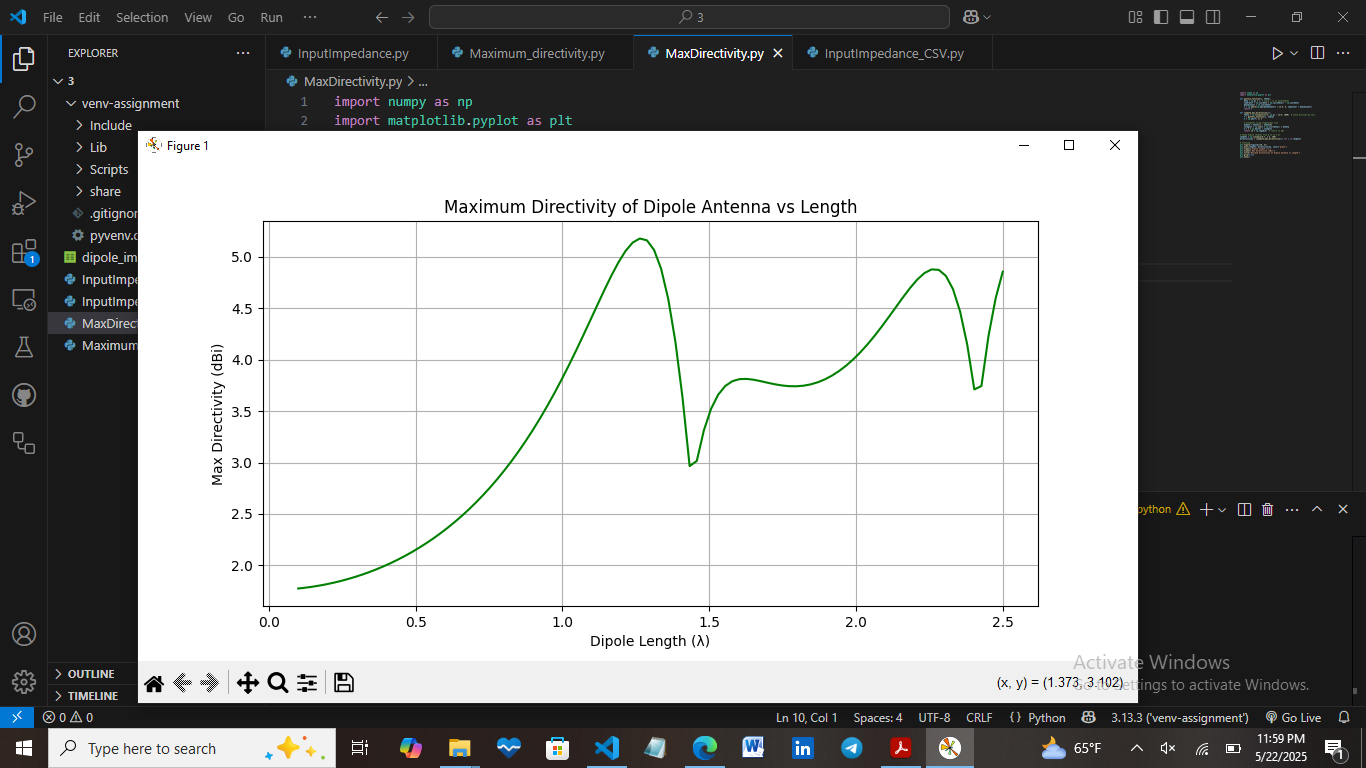 File Edit Selection View Go Run ··· 3
EXPLORER ···
InputImpedance.py Maximum_directivity.py MaxDirectivity.py InputImpedance_CSV.py
3
MaxDirectivity.py > ...
venv-assignment
1 import numpy as np
Include
2 import matplotlib.pyplot as plt
Lib
Figure 1
Scripts
share
.gitignor
pyvenv.c
1
dipole_im
InputImpe
InputImpe
MaxDirect
Maximum
Maximum Directivity of Dipole Antenna vs Length
Max Directivity (dBi)
5.0
4.5
4.0
3.5
3.0
2.5
2.0
0.0 0.5 1.0 1.5 2.0 2.5
Dipole Length (λ)
python
(x, y) = (1.373, 3.102)
Activate Windows
Go to Settings to activate Windows.
OUTLINE
TIMELINE
0 0 Ln 10, Col 1 Spaces: 4 UTF-8 CRLF {} Python 3.13.3 ('venv-assignment') Go Live
Type here to search
65°F
11:59 PM
5/22/2025
1